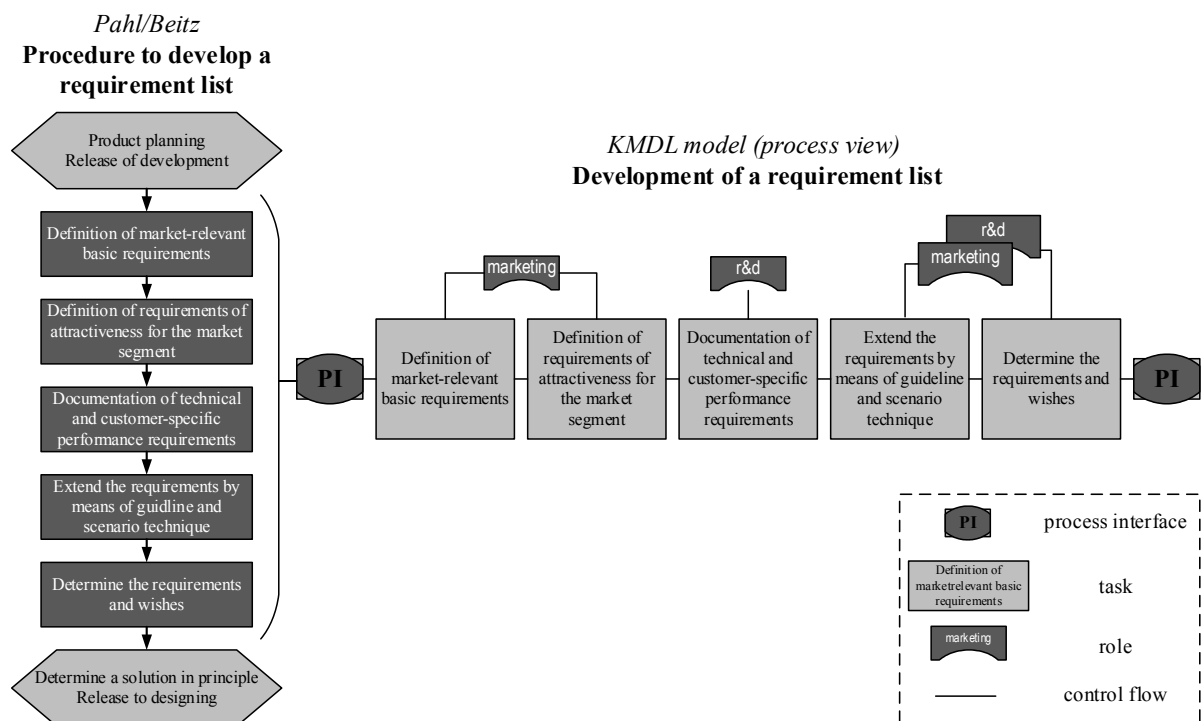 Pahl/Beitz
Procedure to develop a
requirement list
Product planning
Release of development
Definition of market-relevant
basic requirements
Definition of requirements of
attractiveness for the market
segment
Documentation of technical
and customer-specific
performance requirements
Extend the requirements by
means of guidline and
scenario technique
Determine the requirements
and wishes
Determine a solution in principle
Release to designing
KMDL model (process view)
Development of a requirement list
PI
marketing
r&d
r&d
marketing
Definition of
market-relevant
basic requirements
Definition of
requirements of
attractiveness for
the market
segment
Documentation of
technical and
customer-specific
performance
requirements
Extend the
requirements by
means of guideline
and scenario
technique
Determine the
requirements and
wishes
PI
PI
process interface
Definition of
marketrelevant basic
requirements
task
marketing
role
control flow